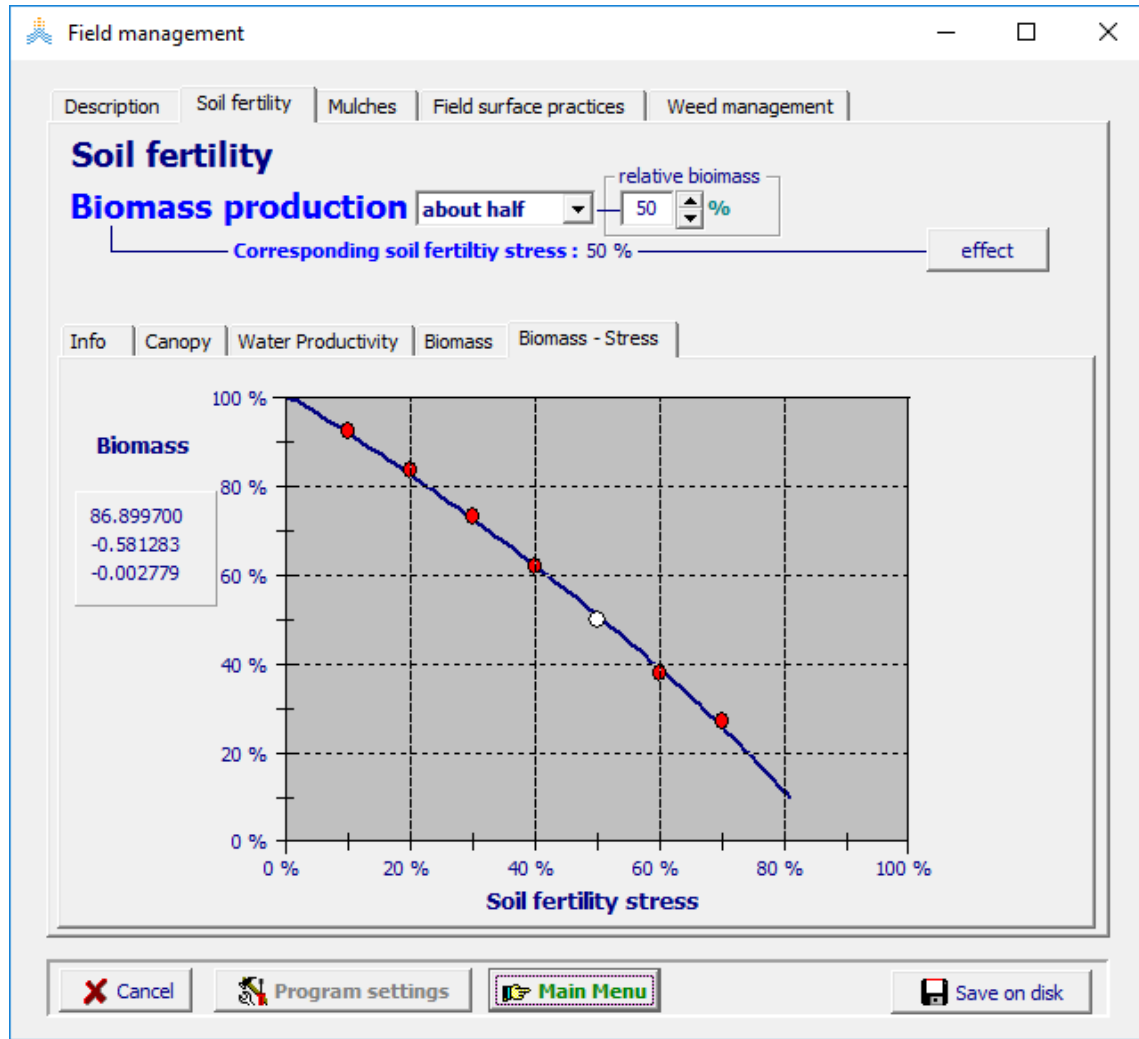 Field management
Description Soil fertility Mulches Field surface practices Weed management
Soil fertility
relative bioimass
Biomass production about half 50 %
Corresponding soil fertiltiy stress : 50 % effect
Info Canopy Water Productivity Biomass Biomass - Stress
100 %
Biomass
80 %
86.899700
-0.581283
-0.002779
60 %
40 %
20 %
0 %
0 % 20 % 40 % 60 % 80 % 100 %
Soil fertility stress
Cancel Program settings Main Menu Save on disk